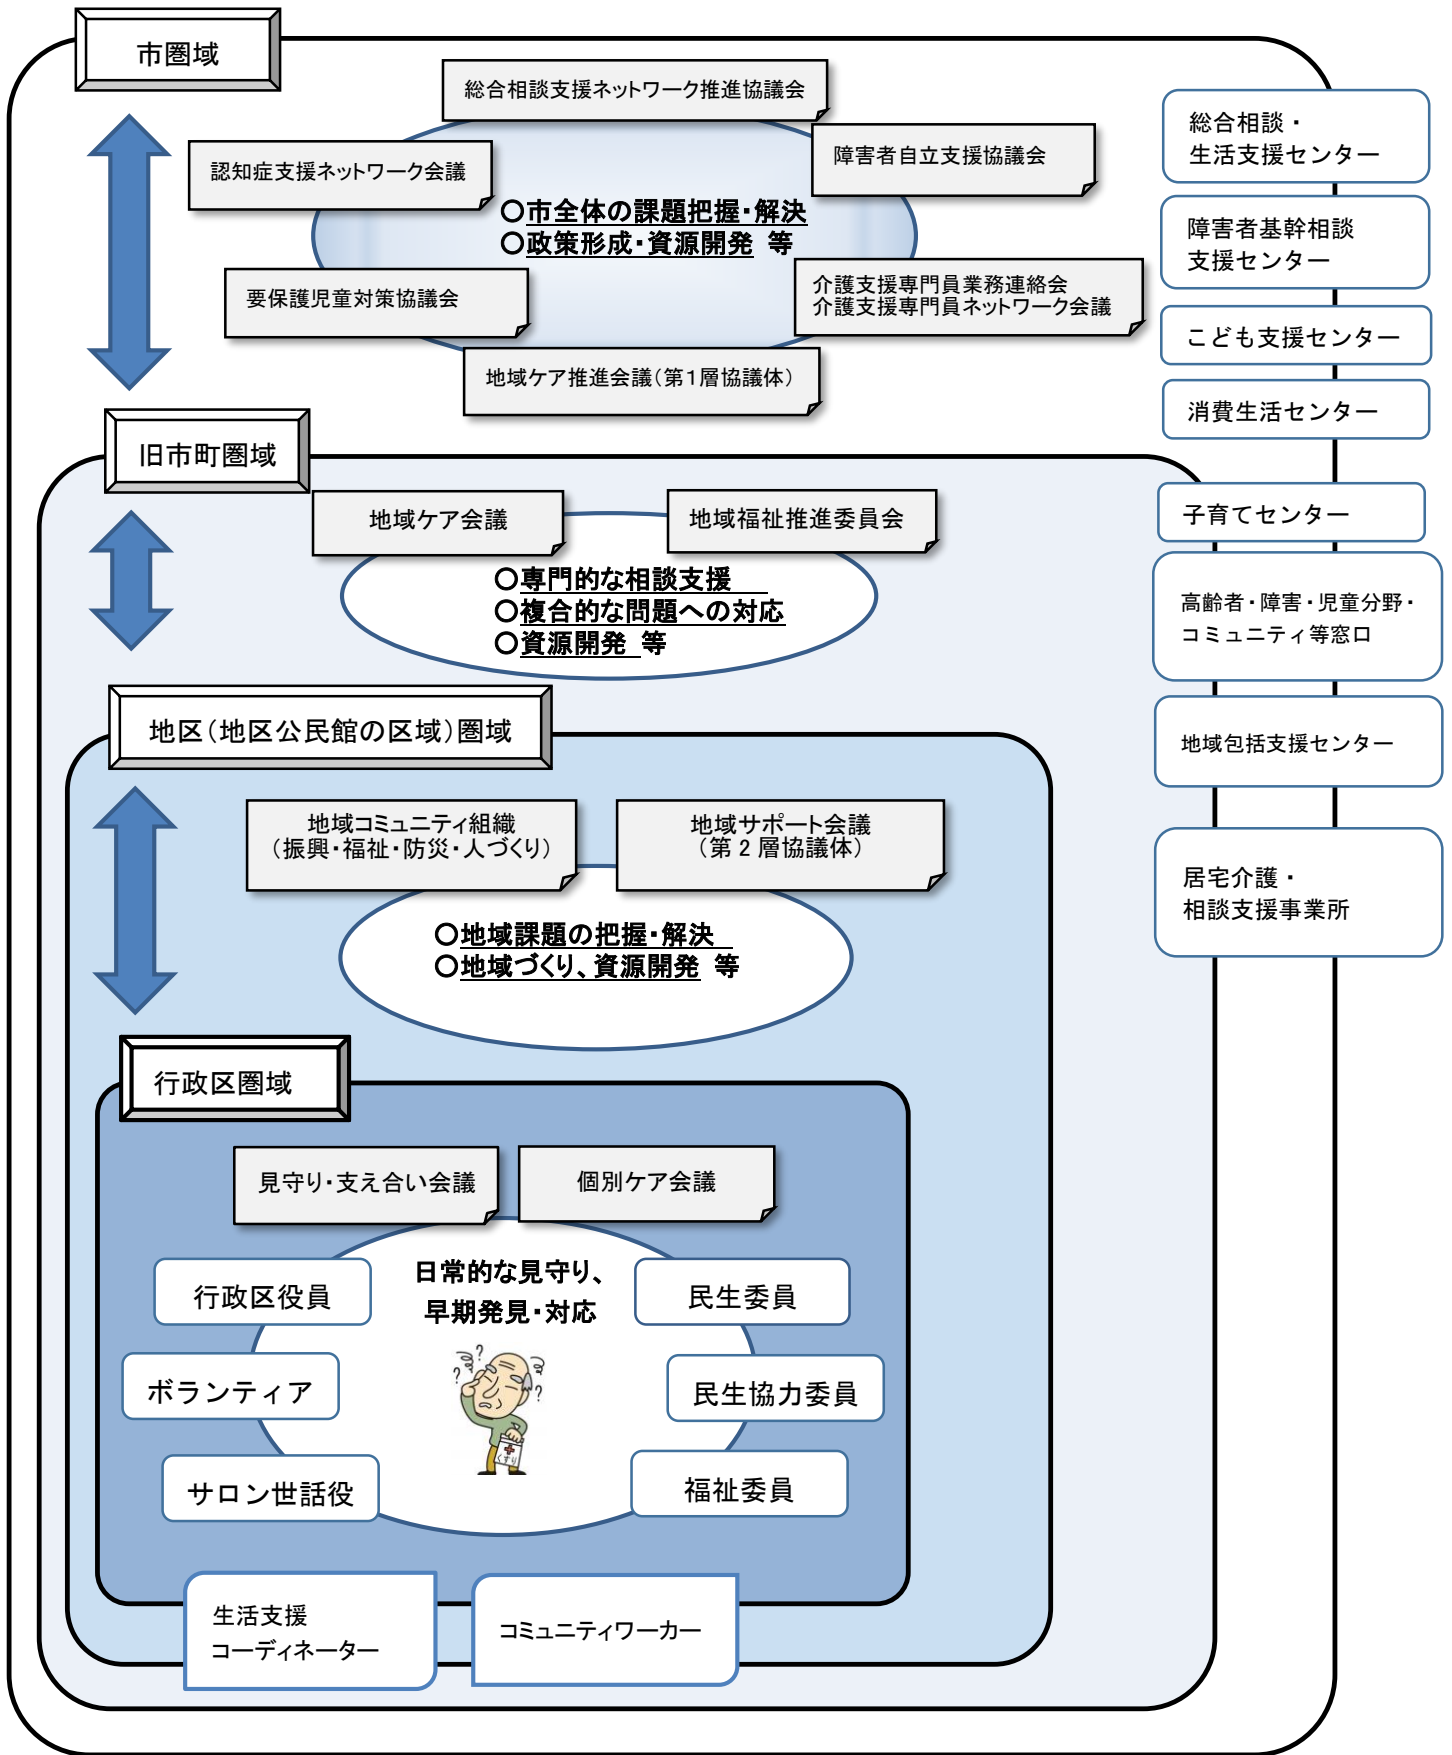 市圏域
総合相談支援ネットワーク推進協議会
認知症支援ネットワーク会議
障害者自立支援協議会
〇市全体の課題把握・解決
〇政策形成・資源開発 等
要保護児童対策協議会
介護支援専門員業務連絡会
介護支援専門員ネットワーク会議
地域ケア推進会議(第1層協議体)
総合相談・
生活支援センター
障害者基幹相談
支援センター
こども支援センター
消費生活センター
旧市町圏域
地域ケア会議
地域福祉推進委員会
〇専門的な相談支援
〇複合的な問題への対応
〇資源開発 等
子育てセンター
高齢者・障害・児童分野・
コミュニティ等窓口
地域包括支援センター
居宅介護・
相談支援事業所
地区(地区公民館の区域)圏域
地域コミュニティ組織
(振興・福祉・防災・人づくり)
地域サポート会議
(第2層協議体)
〇地域課題の把握・解決
〇地域づくり、資源開発 等
行政区圏域
見守り・支え合い会議
個別ケア会議
日常的な見守り、
早期発見・対応
行政区役員
民生委員
ボランティア
民生協力委員
サロン世話役
福祉委員
くすり
生活支援
コーディネーター
コミュニティワーカー